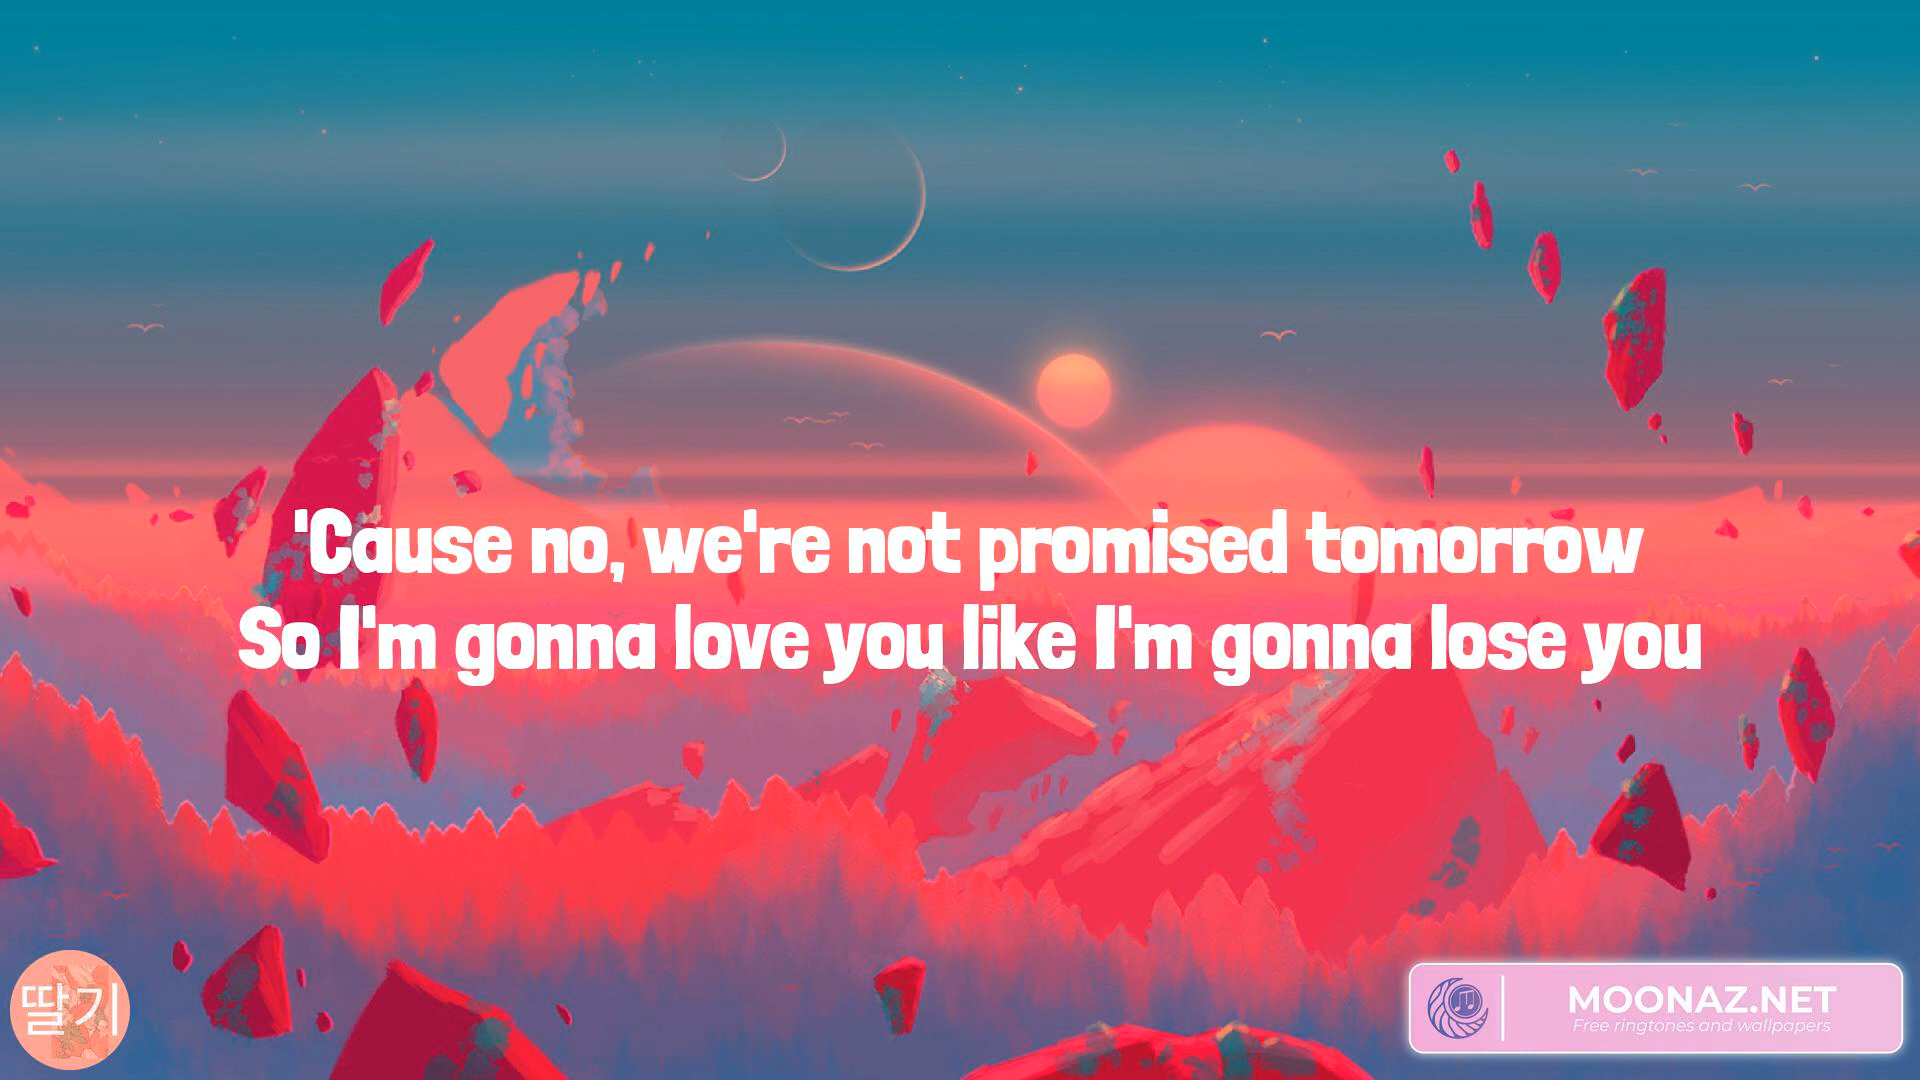 'Cause no, we're not promised tomorrow
So I'm gonna love you like I'm gonna lose you
딸기
MOONAZ.NET
Free ringtones and wallpapers